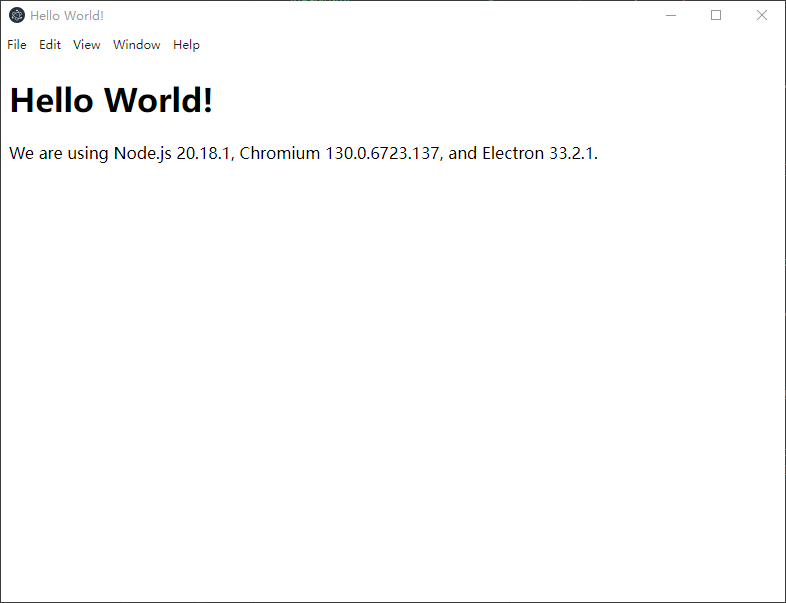 Hello World!
File Edit View Window Help
Hello World!
We are using Node.js 20.18.1, Chromium 130.0.6723.137, and Electron 33.2.1.